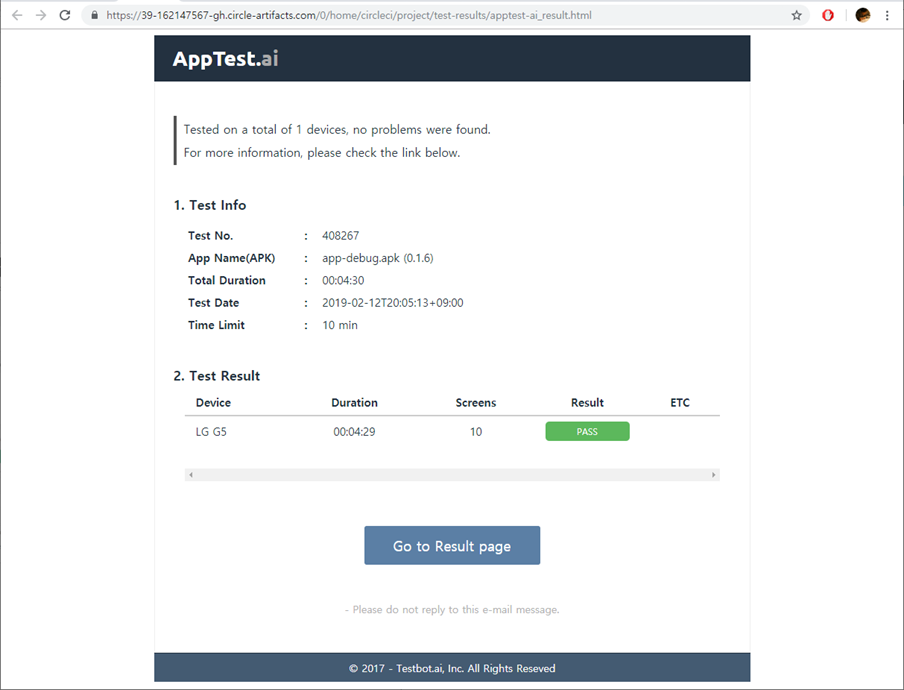 https://39-162147567-gh.circle-artifacts.com/0/home/circleci/project/test-results/apptest-ai_result.html
AppTest.ai
Tested on a total of 1 devices, no problems were found.
For more information, please check the link below.
1. Test Info
Test No. : 408267
App Name(APK) : app-debug.apk (0.1.6)
Total Duration : 00:04:30
Test Date : 2019-02-12T20:05:13+09:00
Time Limit : 10 min
2. Test Result
Device Duration Screens Result ETC
LG G5 00:04:29 10 PASS
Go to Result page
- Please do not reply to this e-mail message.
© 2017 - Testbot.ai, Inc. All Rights Reseved